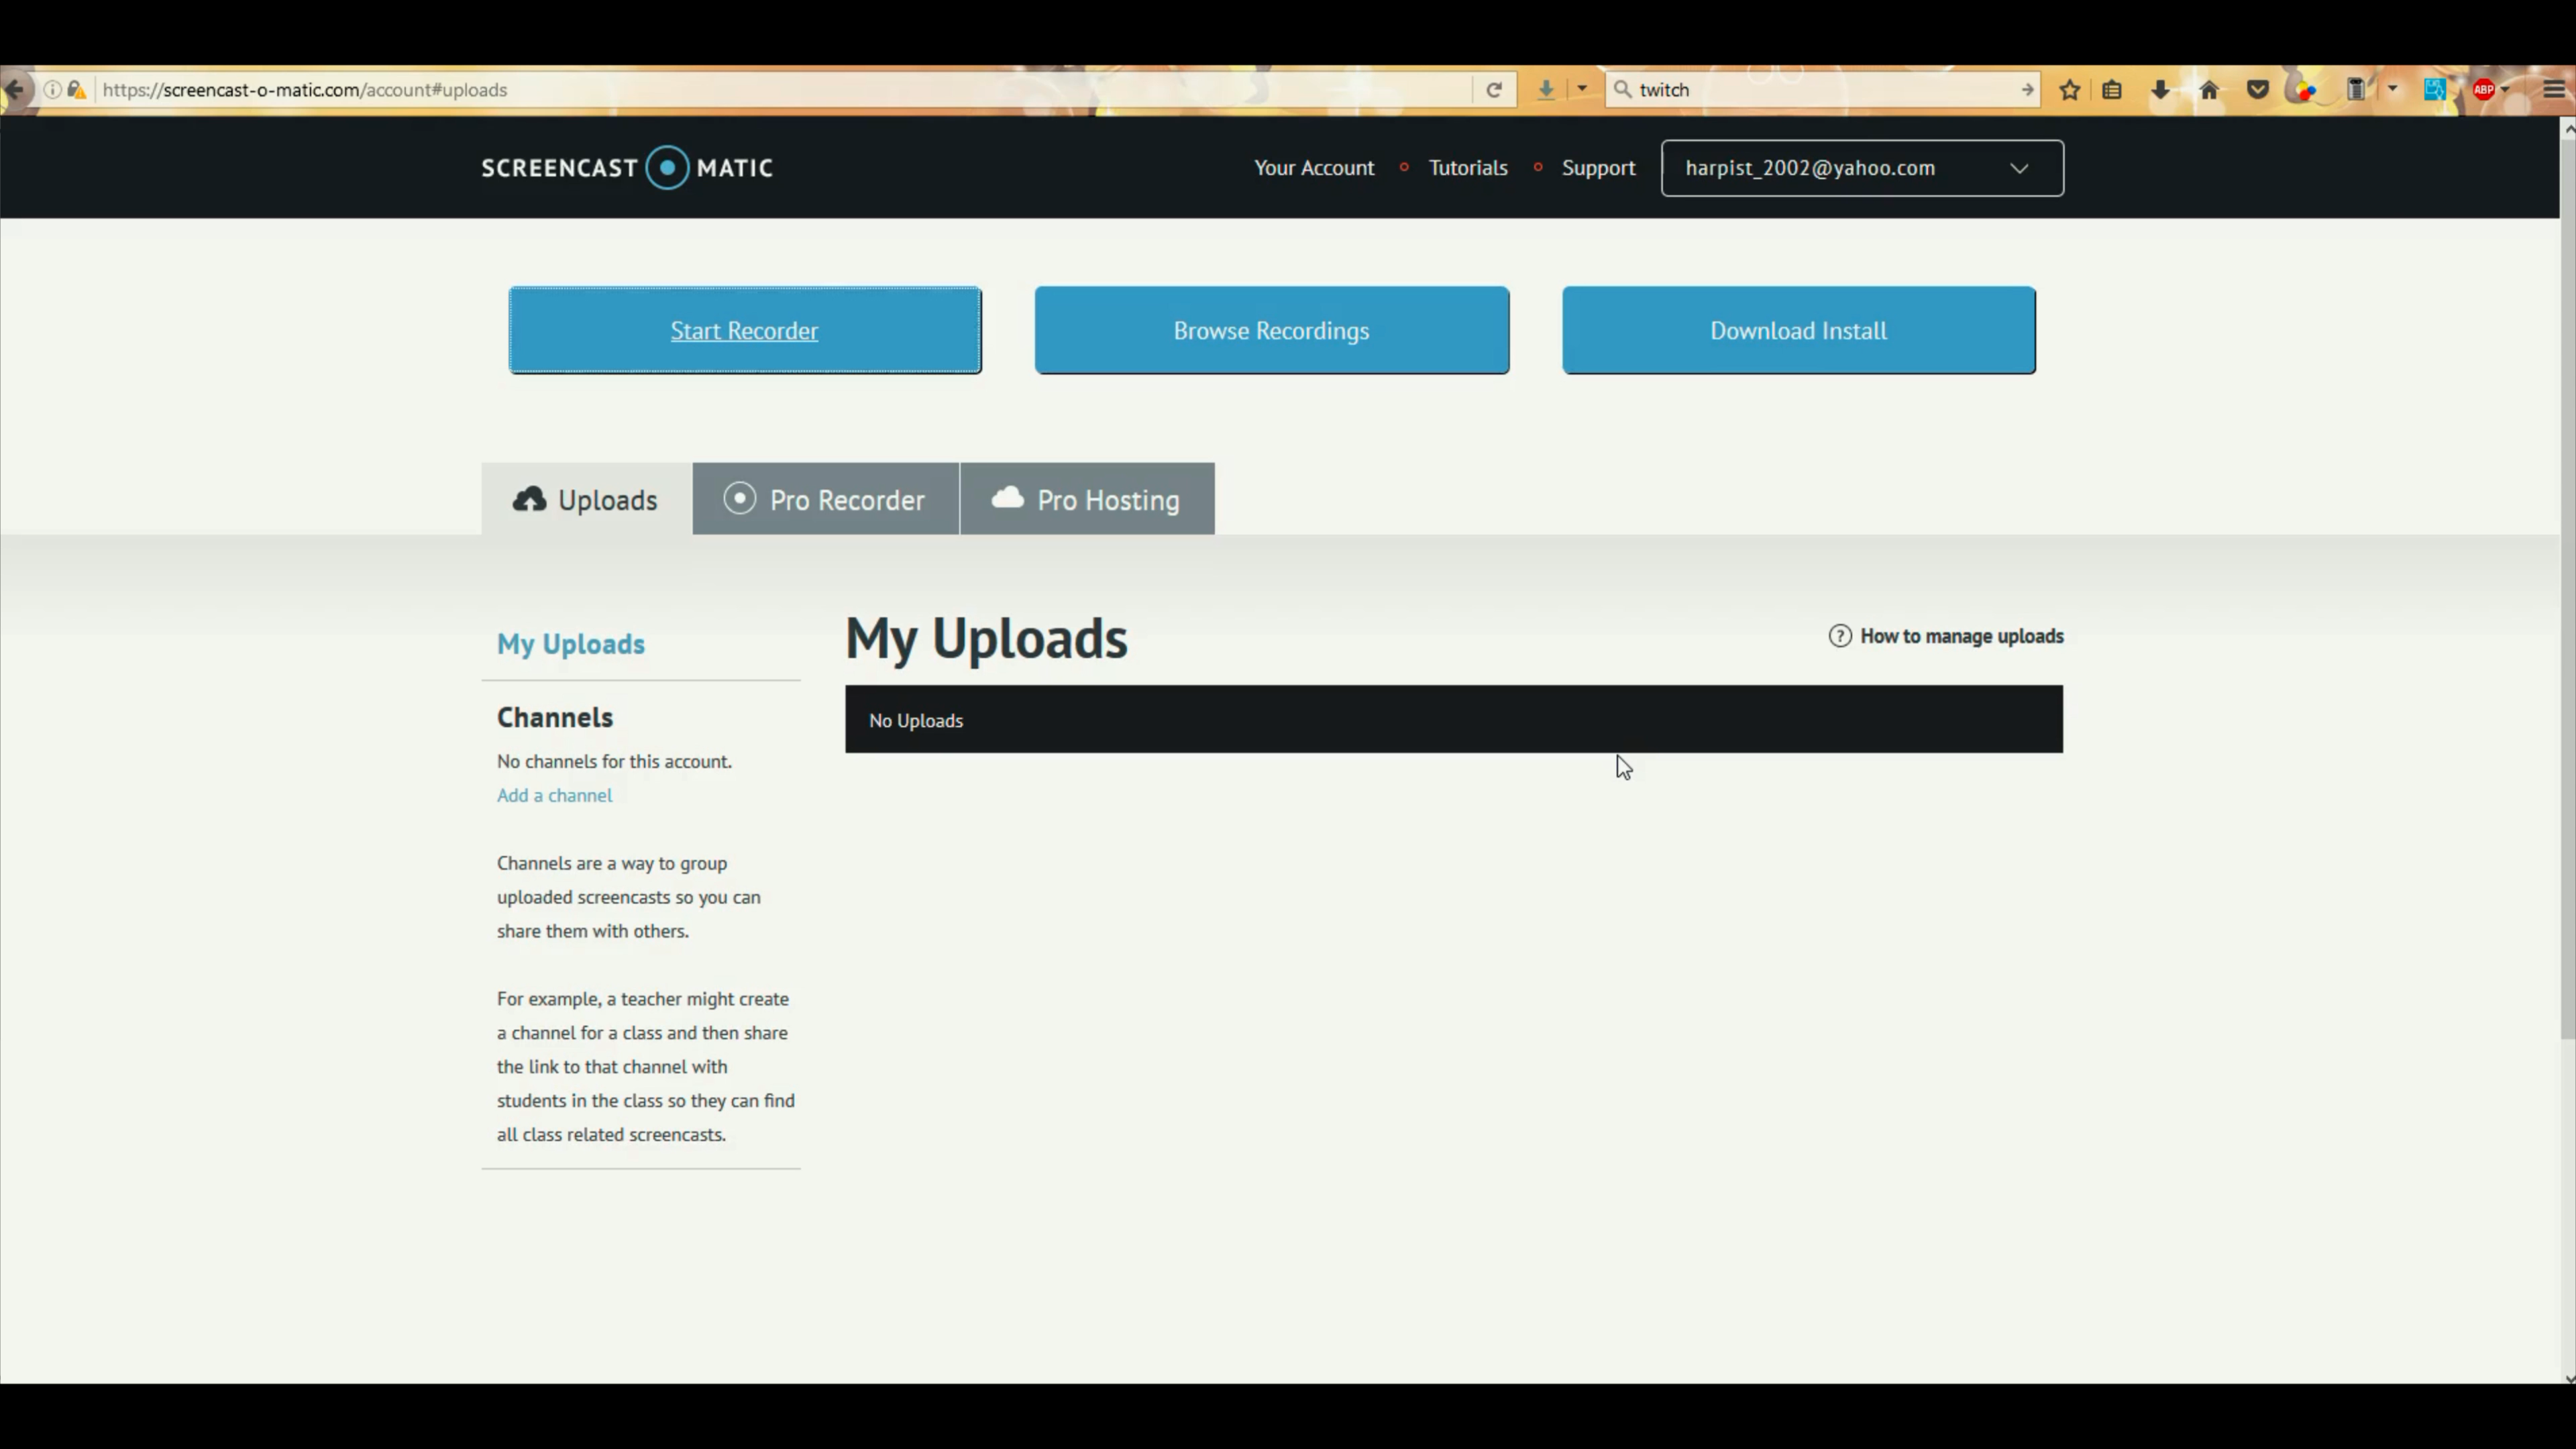 https://screencast-o-matic.com/account#uploads
twitch
ABP
SCREENCAST MATIC
Your Account
Tutorials
Support
harpist_2002@yahoo.com
Start Recorder
Browse Recordings
Download Install
Uploads
Pro Recorder
Pro Hosting
My Uploads
Channels
No channels for this account.
Add a channel
Channels are a way to group
uploaded screencasts so you can
share them with others.
For example, a teacher might create
a channel for a class and then share
the link to that channel with
students in the class so they can find
all class related screencasts.
My Uploads
? How to manage uploads
No Uploads